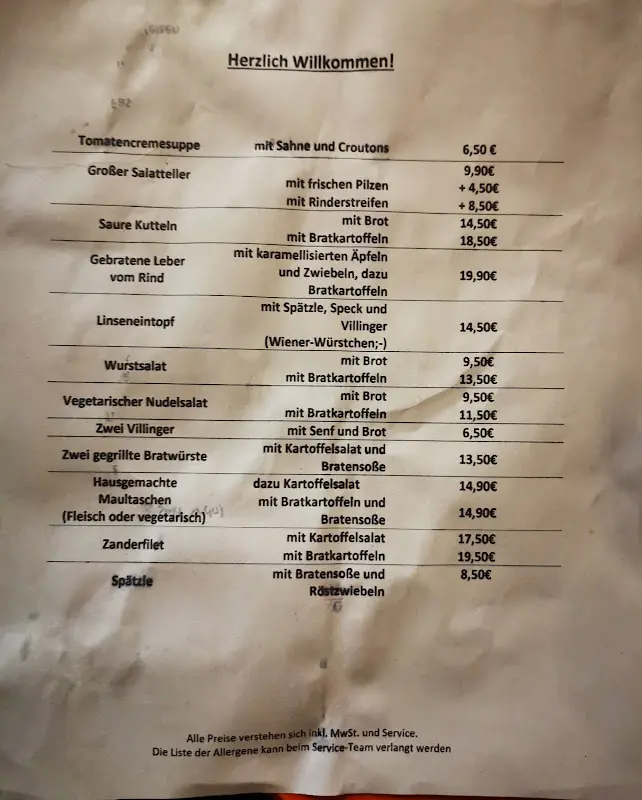 Herzlich Willkommen!
Tomatencremesuppe mit Sahne und Croutons 6,50 €
Großer Salatteller 9,90€
mit frischen Pilzen + 4,50€
mit Rinderstreifen + 8,50€
Saure Kutteln mit Brot 14,50€
mit Bratkartoffeln 18,50€
Gebratene Leber mit karamellisierten Äpfeln
vom Rind und Zwiebeln, dazu 19,90€
Bratkartoffeln
mit Spätzle, Speck und
Linseneintopf Villinger 14,50€
(Wiener-Würstchen;-)
Wurstsalat mit Brot 9,50€
mit Bratkartoffeln 13,50€
Vegetarischer Nudelsalat mit Brot 9,50€
mit Bratkartoffeln 11,50€
Zwei Villinger mit Senf und Brot 6,50€
Zwei gegrillte Bratwürste mit Kartoffelsalat und 13,50€
Bratensoße
Hausgemachte dazu Kartoffelsalat 14,90€
Maultaschen mit Bratkartoffeln und 14,90€
(Fleisch oder vegetarisch) Bratensoße
Zanderfilet mit Kartoffelsalat 17,50€
mit Bratkartoffeln 19,50€
Spätzle mit Bratensoße und 8,50€
Röstzwiebeln
Alle Preise verstehen sich inkl. MwSt. und Service.
Die Liste der Allergene kann beim Service-Team verlangt werden